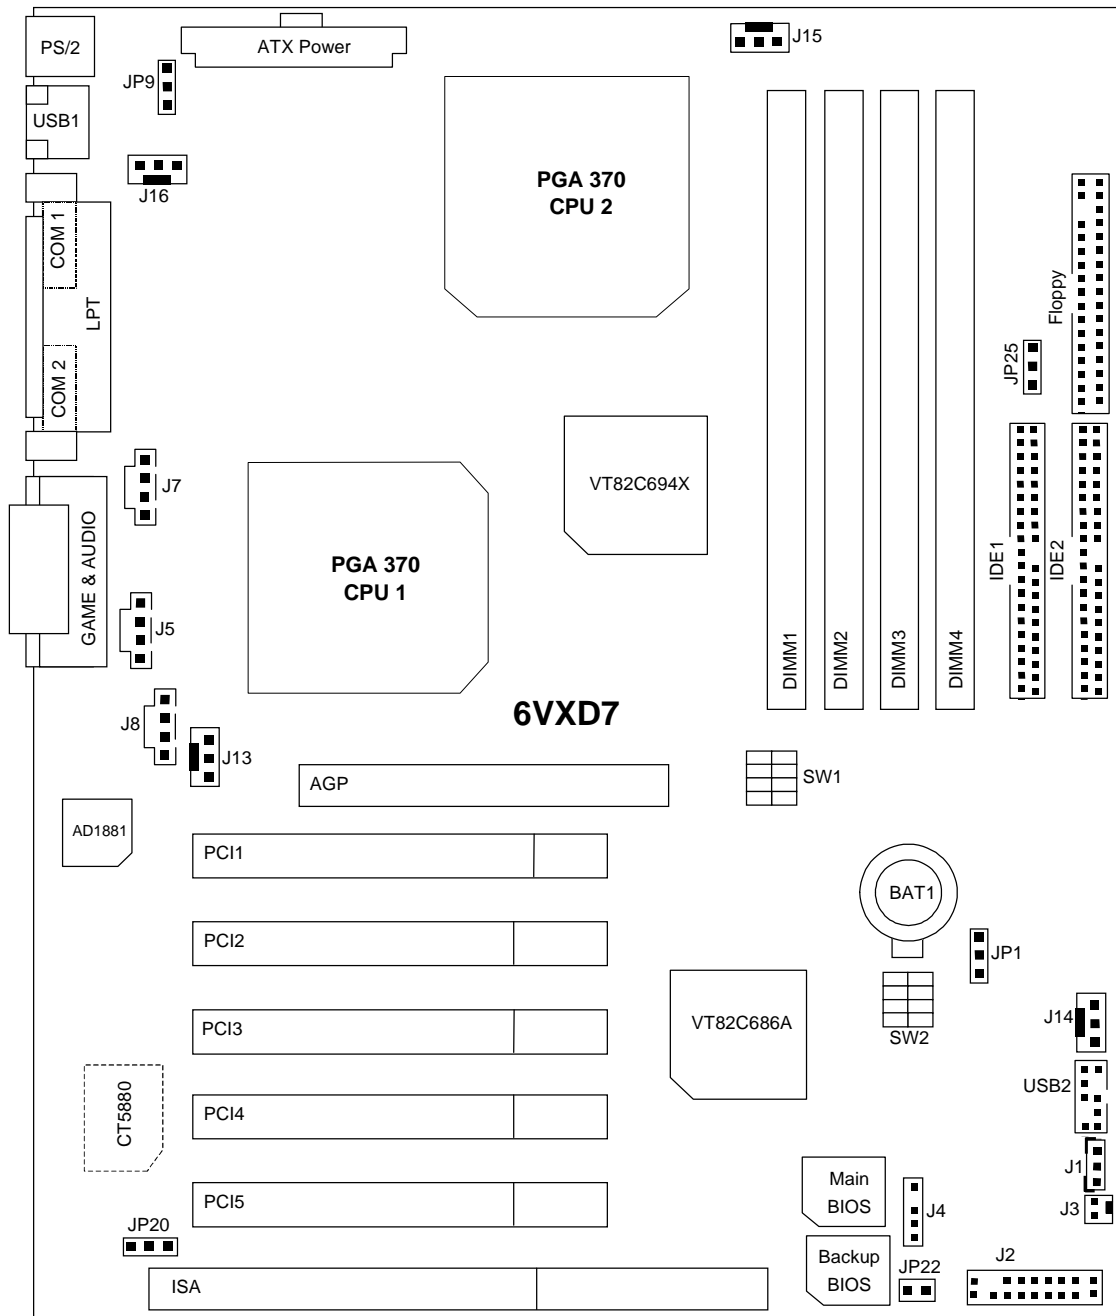 PS/2
ATX Power
J15
JP9
USB1
J16
PGA 370
CPU 2
COM 1
LPT
COM 2
Floppy
JP25
J7
VT82C694X
GAME & AUDIO
PGA 370
CPU 1
IDE1
IDE2
J5
DIMM1
DIMM2
DIMM3
DIMM4
6VXD7
J8
J13
AGP
SW1
AD1881
PCI1
BAT1
PCI2
JP1
PCI3
VT82C686A
J14
SW2
USB2
CT5880
PCI4
J1
Main
BIOS
PCI5
J4
J3
JP20
Backup
BIOS
JP22
J2
ISA